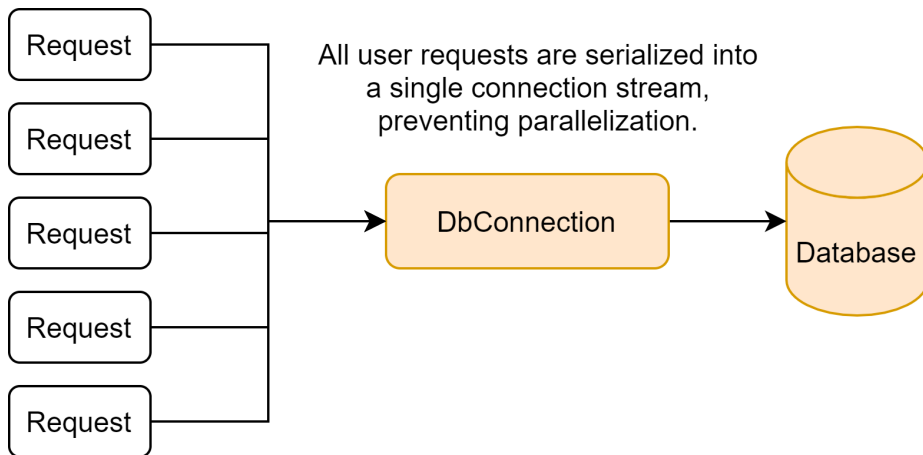 Request
Request
Request
Request
Request
All user requests are serialized into
a single connection stream,
preventing parallelization.
DbConnection
Database